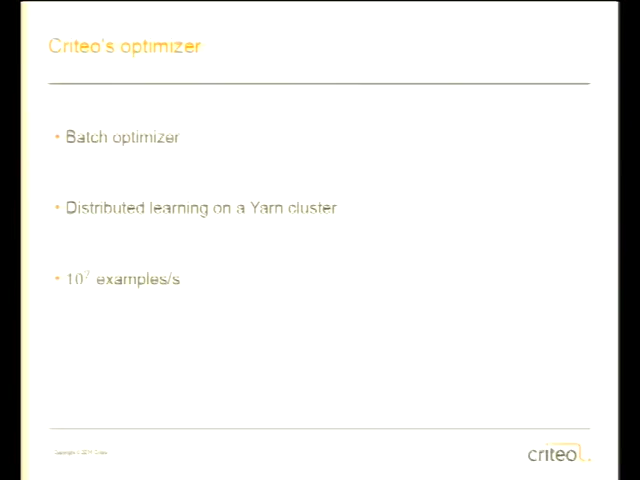 Criteo's optimizer
• Batch optimizer
• Distributed learning on a Yarn cluster
• 10⁷ examples/s
criteo